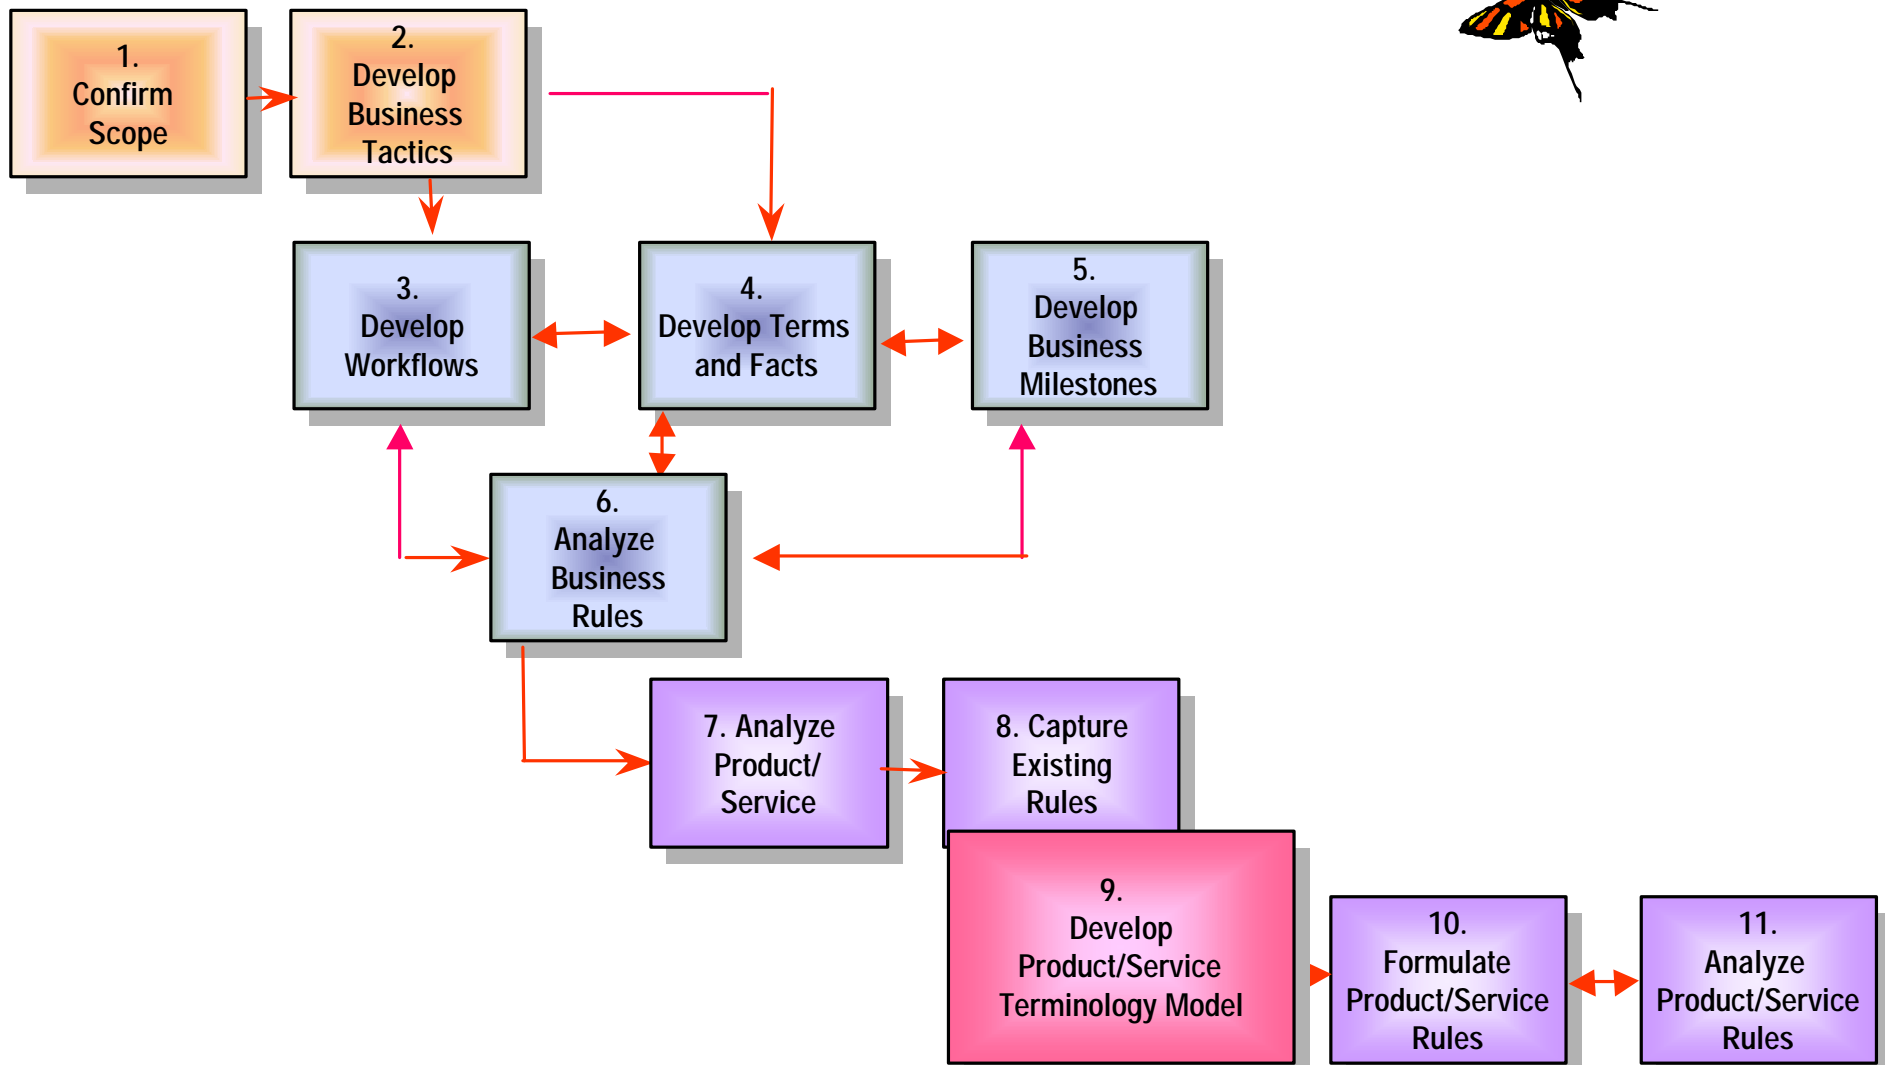 1.
Confirm
Scope
2.
Develop
Business
Tactics
3.
Develop
Workflows
4.
Develop Terms
and Facts
5.
Develop
Business
Milestones
6.
Analyze
Business
Rules
7. Analyze
Product/
Service
8. Capture
Existing
Rules
9.
Develop
Product/Service
Terminology Model
10.
Formulate
Product/Service
Rules
11.
Analyze
Product/Service
Rules